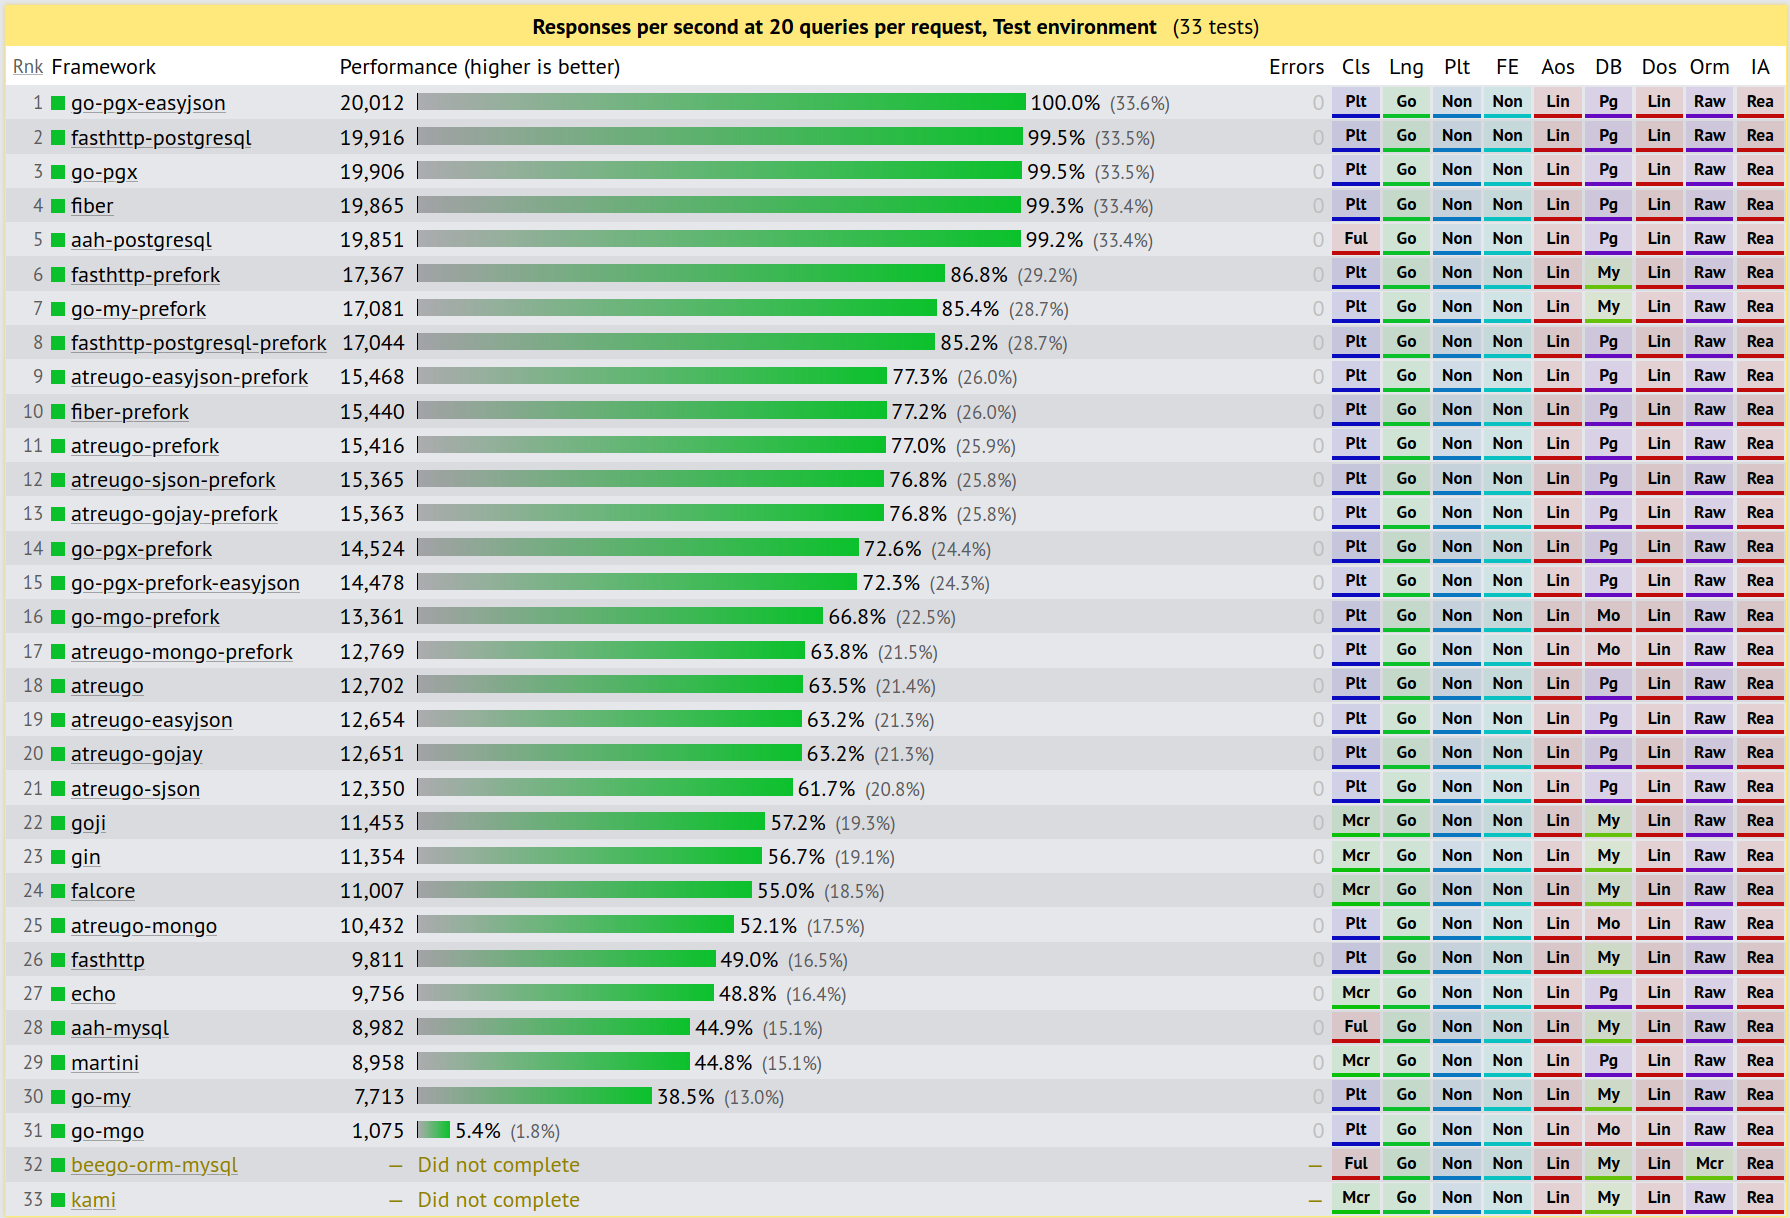 Responses per second at 20 queries per request, Test environment (33 tests)
Rnk Framework Performance (higher is better) Errors Cls Lng Plt FE Aos DB Dos Orm IA
1 go-pgx-easyjson 20,012 100.0% (33.6%) 0 Plt Go Non Non Lin Pg Lin Raw Rea
2 fasthttp-postgresql 19,916 99.5% (33.5%) 0 Plt Go Non Non Lin Pg Lin Raw Rea
3 go-pgx 19,906 99.5% (33.5%) 0 Plt Go Non Non Lin Pg Lin Raw Rea
4 fiber 19,865 99.3% (33.4%) 0 Plt Go Non Non Lin Pg Lin Raw Rea
5 aah-postgresql 19,851 99.2% (33.4%) 0 Ful Go Non Non Lin Pg Lin Raw Rea
6 fasthttp-prefork 17,367 86.8% (29.2%) 0 Plt Go Non Non Lin My Lin Raw Rea
7 go-my-prefork 17,081 85.4% (28.7%) 0 Plt Go Non Non Lin My Lin Raw Rea
8 fasthttp-postgresql-prefork 17,044 85.2% (28.7%) 0 Plt Go Non Non Lin Pg Lin Raw Rea
9 atreugo-easyjson-prefork 15,468 77.3% (26.0%) 0 Plt Go Non Non Lin Pg Lin Raw Rea
10 fiber-prefork 15,440 77.2% (26.0%) 0 Plt Go Non Non Lin Pg Lin Raw Rea
11 atreugo-prefork 15,416 77.0% (25.9%) 0 Plt Go Non Non Lin Pg Lin Raw Rea
12 atreugo-sjson-prefork 15,365 76.8% (25.8%) 0 Plt Go Non Non Lin Pg Lin Raw Rea
13 atreugo-gojay-prefork 15,363 76.8% (25.8%) 0 Plt Go Non Non Lin Pg Lin Raw Rea
14 go-pgx-prefork 14,524 72.6% (24.4%) 0 Plt Go Non Non Lin Pg Lin Raw Rea
15 go-pgx-prefork-easyjson 14,478 72.3% (24.3%) 0 Plt Go Non Non Lin Pg Lin Raw Rea
16 go-mgo-prefork 13,361 66.8% (22.5%) 0 Plt Go Non Non Lin Mo Lin Raw Rea
17 atreugo-mongo-prefork 12,769 63.8% (21.5%) 0 Plt Go Non Non Lin Mo Lin Raw Rea
18 atreugo 12,702 63.5% (21.4%) 0 Plt Go Non Non Lin Pg Lin Raw Rea
19 atreugo-easyjson 12,654 63.2% (21.3%) 0 Plt Go Non Non Lin Pg Lin Raw Rea
20 atreugo-gojay 12,651 63.2% (21.3%) 0 Plt Go Non Non Lin Pg Lin Raw Rea
21 atreugo-sjson 12,350 61.7% (20.8%) 0 Plt Go Non Non Lin Pg Lin Raw Rea
22 goji 11,453 57.2% (19.3%) 0 Mcr Go Non Non Lin My Lin Raw Rea
23 gin 11,354 56.7% (19.1%) 0 Mcr Go Non Non Lin My Lin Raw Rea
24 falcore 11,007 55.0% (18.5%) 0 Mcr Go Non Non Lin My Lin Raw Rea
25 atreugo-mongo 10,432 52.1% (17.5%) 0 Plt Go Non Non Lin Mo Lin Raw Rea
26 fasthttp 9,811 49.0% (16.5%) 0 Plt Go Non Non Lin My Lin Raw Rea
27 echo 9,756 48.8% (16.4%) 0 Mcr Go Non Non Lin Pg Lin Raw Rea
28 aah-mysql 8,982 44.9% (15.1%) 0 Ful Go Non Non Lin My Lin Raw Rea
29 martini 8,958 44.8% (15.1%) 0 Mcr Go Non Non Lin Pg Lin Raw Rea
30 go-my 7,713 38.5% (13.0%) 0 Plt Go Non Non Lin My Lin Raw Rea
31 go-mgo 1,075 5.4% (1.8%) 0 Plt Go Non Non Lin Mo Lin Raw Rea
32 beego-orm-mysql — Did not complete — Ful Go Non Non Lin My Lin Mcr Rea
33 kami — Did not complete — Mcr Go Non Non Lin My Lin Raw Rea